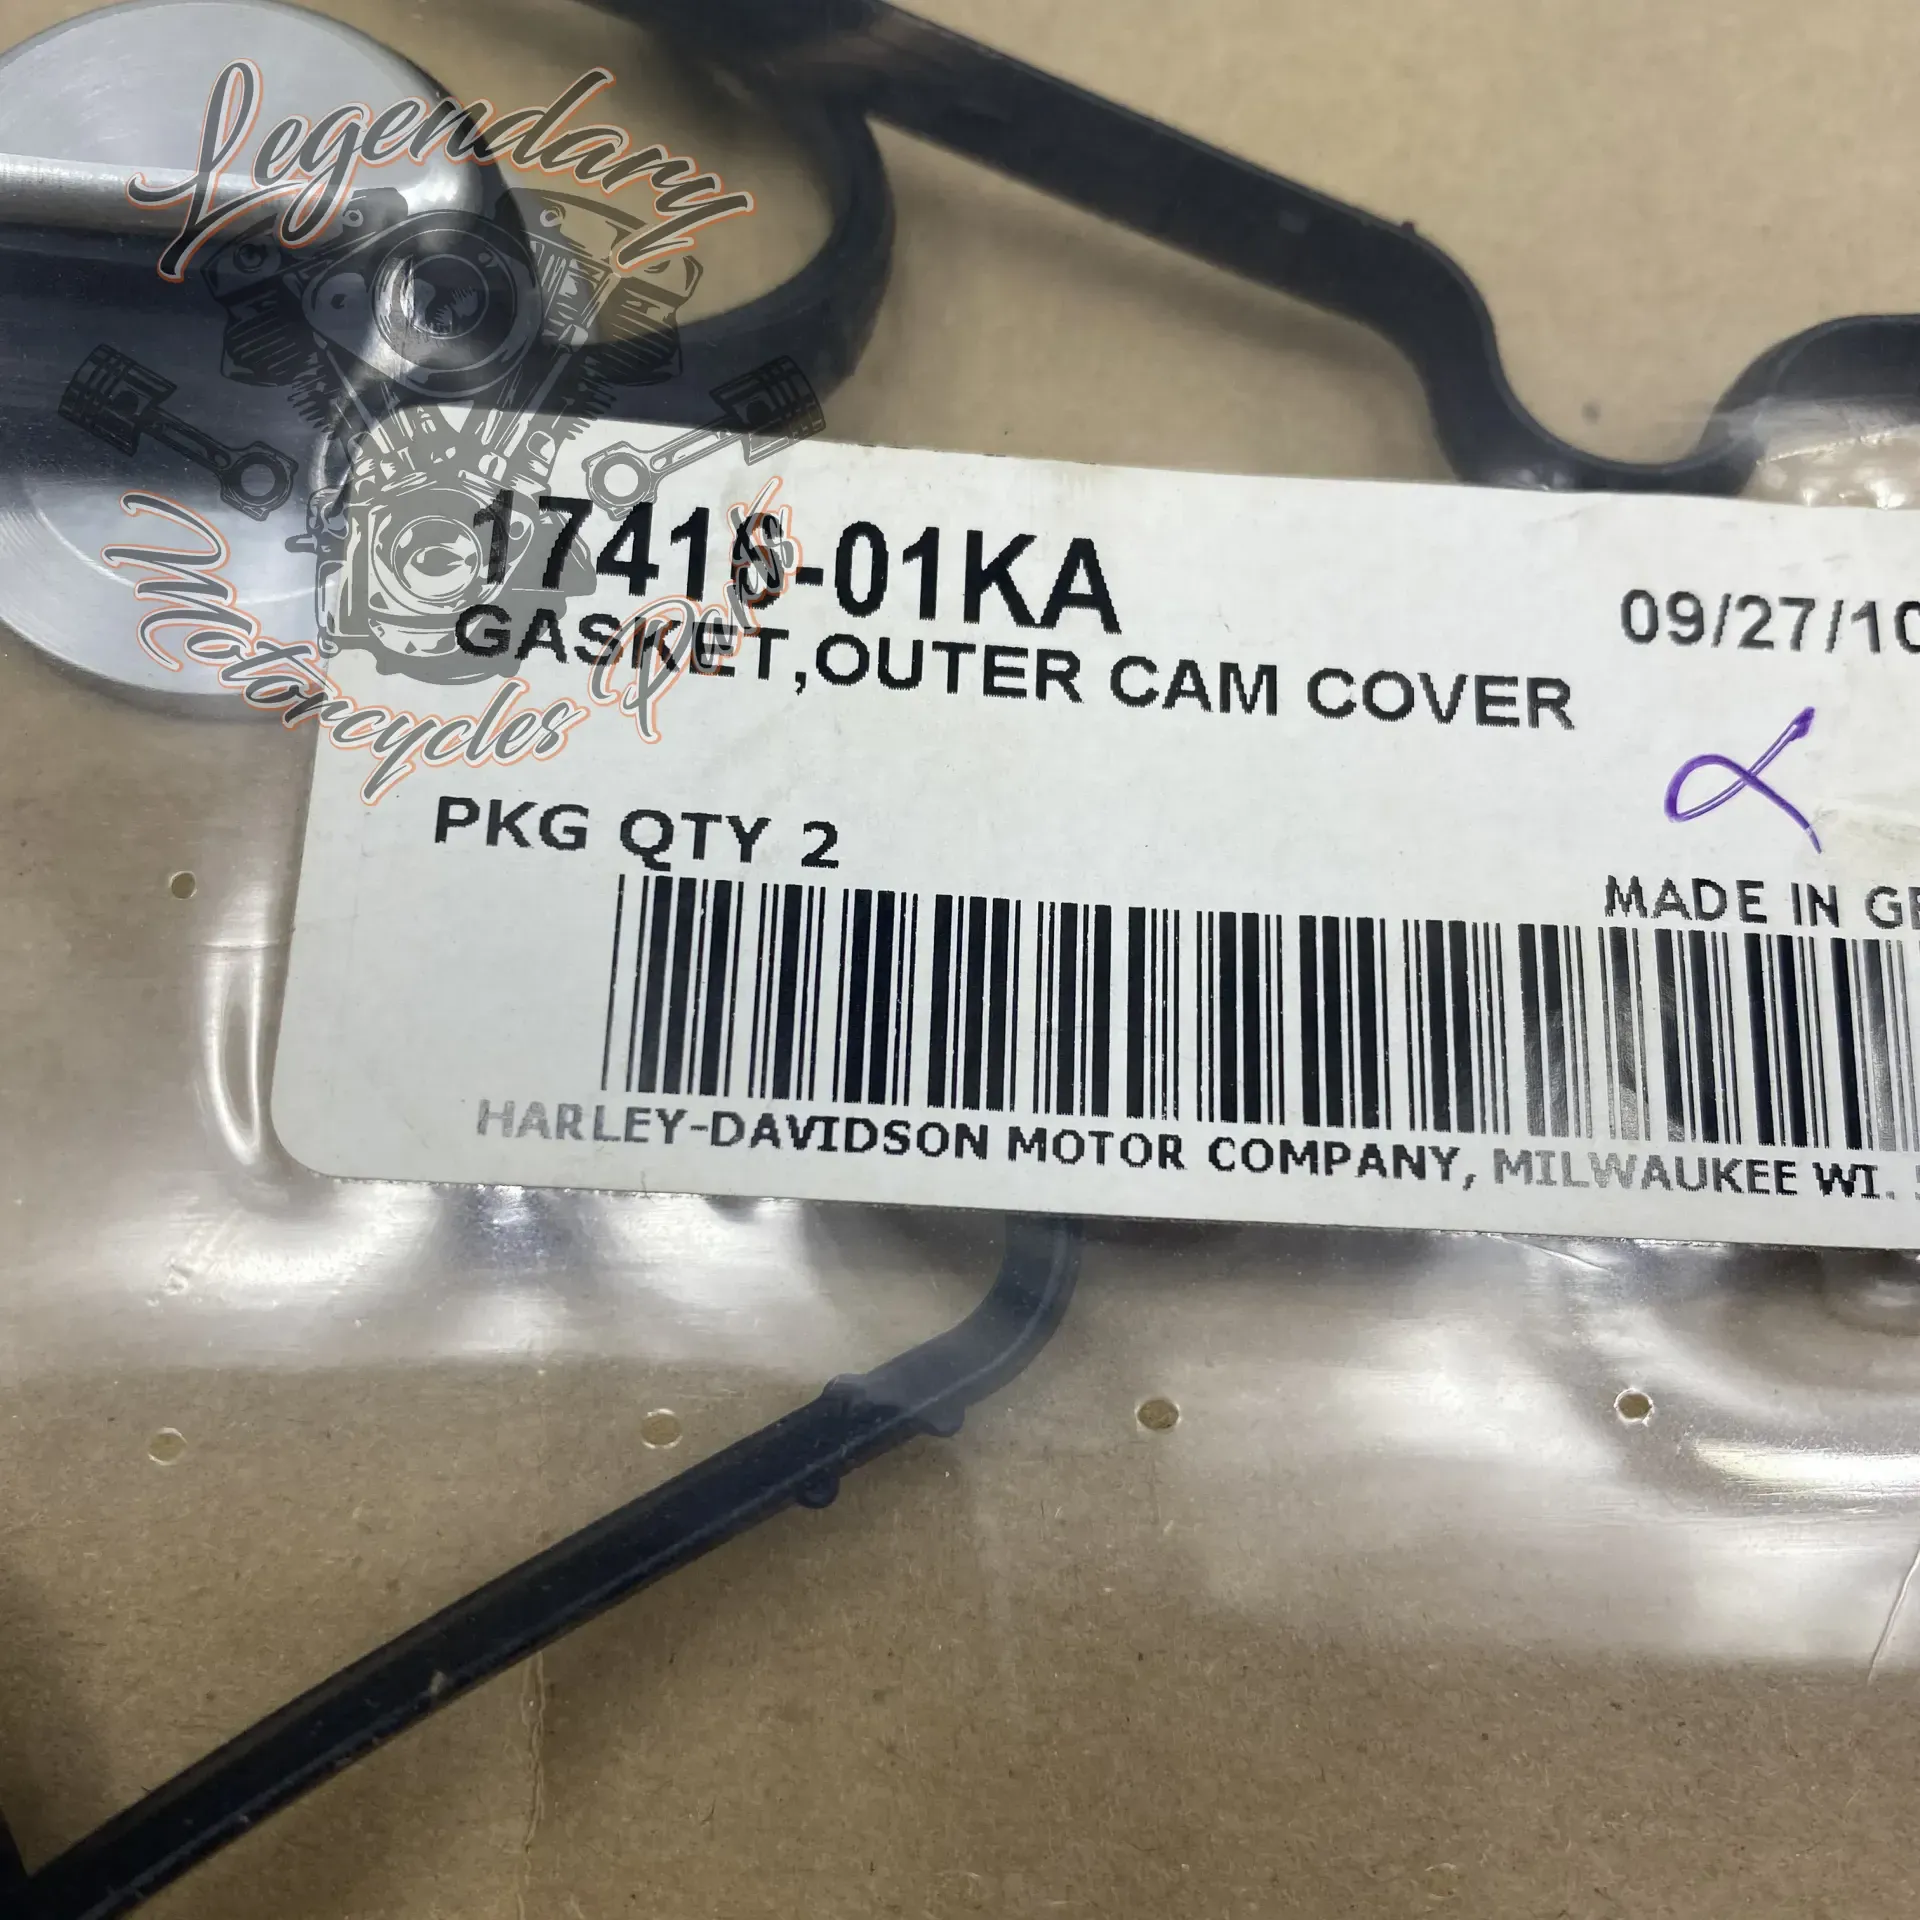 Legendary
Motorcycles Parts
17418-01KA
09/27/10
GASKET,OUTER CAM COVER
PKG QTY 2
MADE IN
HARLEY-DAVIDSON MOTOR COMPANY, MILWAUKEE WI.